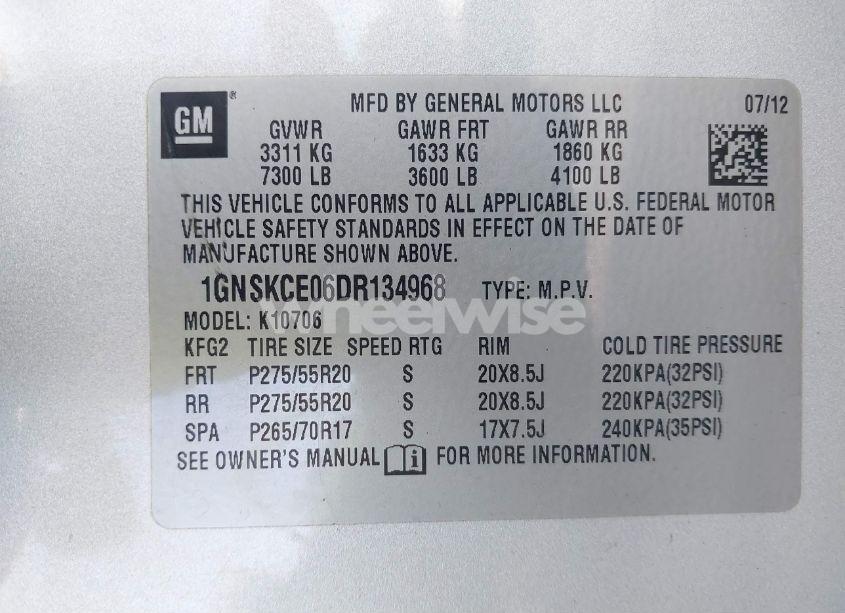 GM
MFD BY GENERAL MOTORS LLC 07/12
GVWR GAWR FRT GAWR RR
3311 KG 1633 KG 1860 KG
7300 LB 3600 LB 4100 LB
THIS VEHICLE CONFORMS TO ALL APPLICABLE U.S. FEDERAL MOTOR
VEHICLE SAFETY STANDARDS IN EFFECT ON THE DATE OF
MANUFACTURE SHOWN ABOVE.
1GNSKCE06DR134968 TYPE: M.P.V.
wheelwise
MODEL: K10706
KFG2 TIRE SIZE SPEED RTG RIM COLD TIRE PRESSURE
FRT P275/55R20 S 20X8.5J 220KPA(32PSI)
RR P275/55R20 S 20X8.5J 220KPA(32PSI)
SPA P265/70R17 S 17X7.5J 240KPA(35PSI)
SEE OWNER'S MANUAL i FOR MORE INFORMATION.